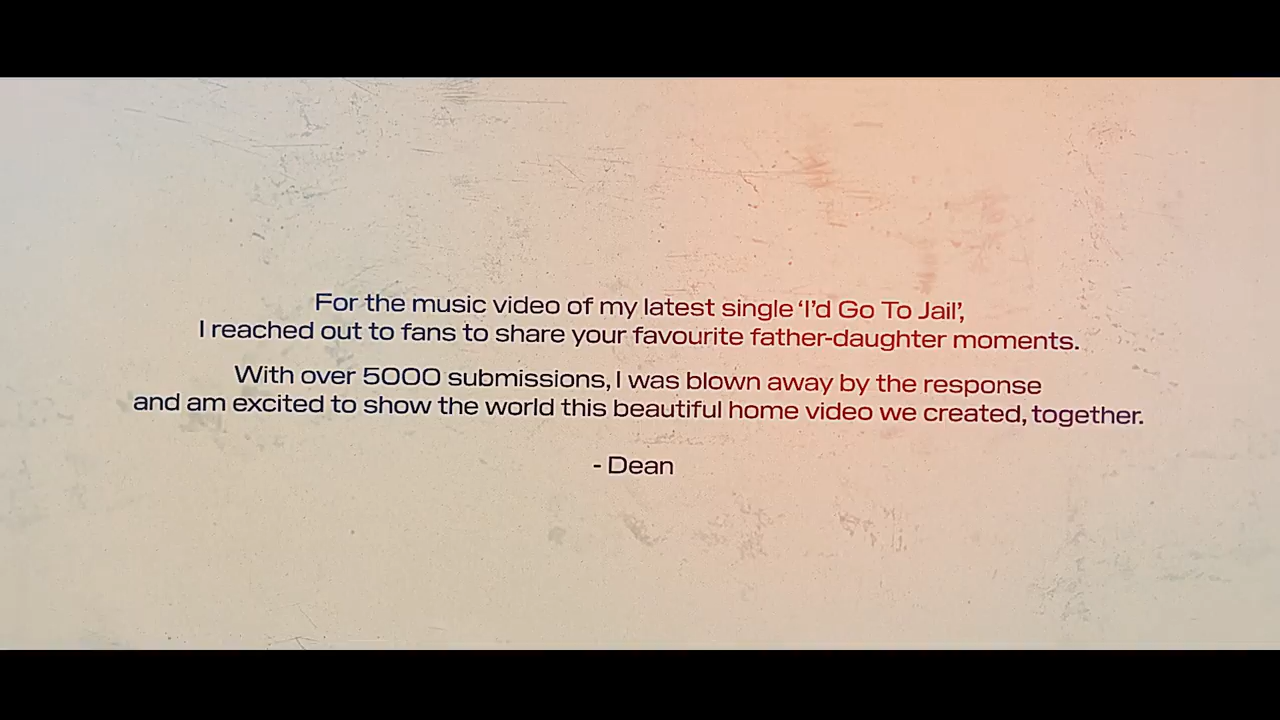 For the music video of my latest single ‘I’d Go To Jail’,
I reached out to fans to share your favourite father-daughter moments.
With over 5000 submissions, I was blown away by the response
and am excited to show the world this beautiful home video we created, together.
- Dean